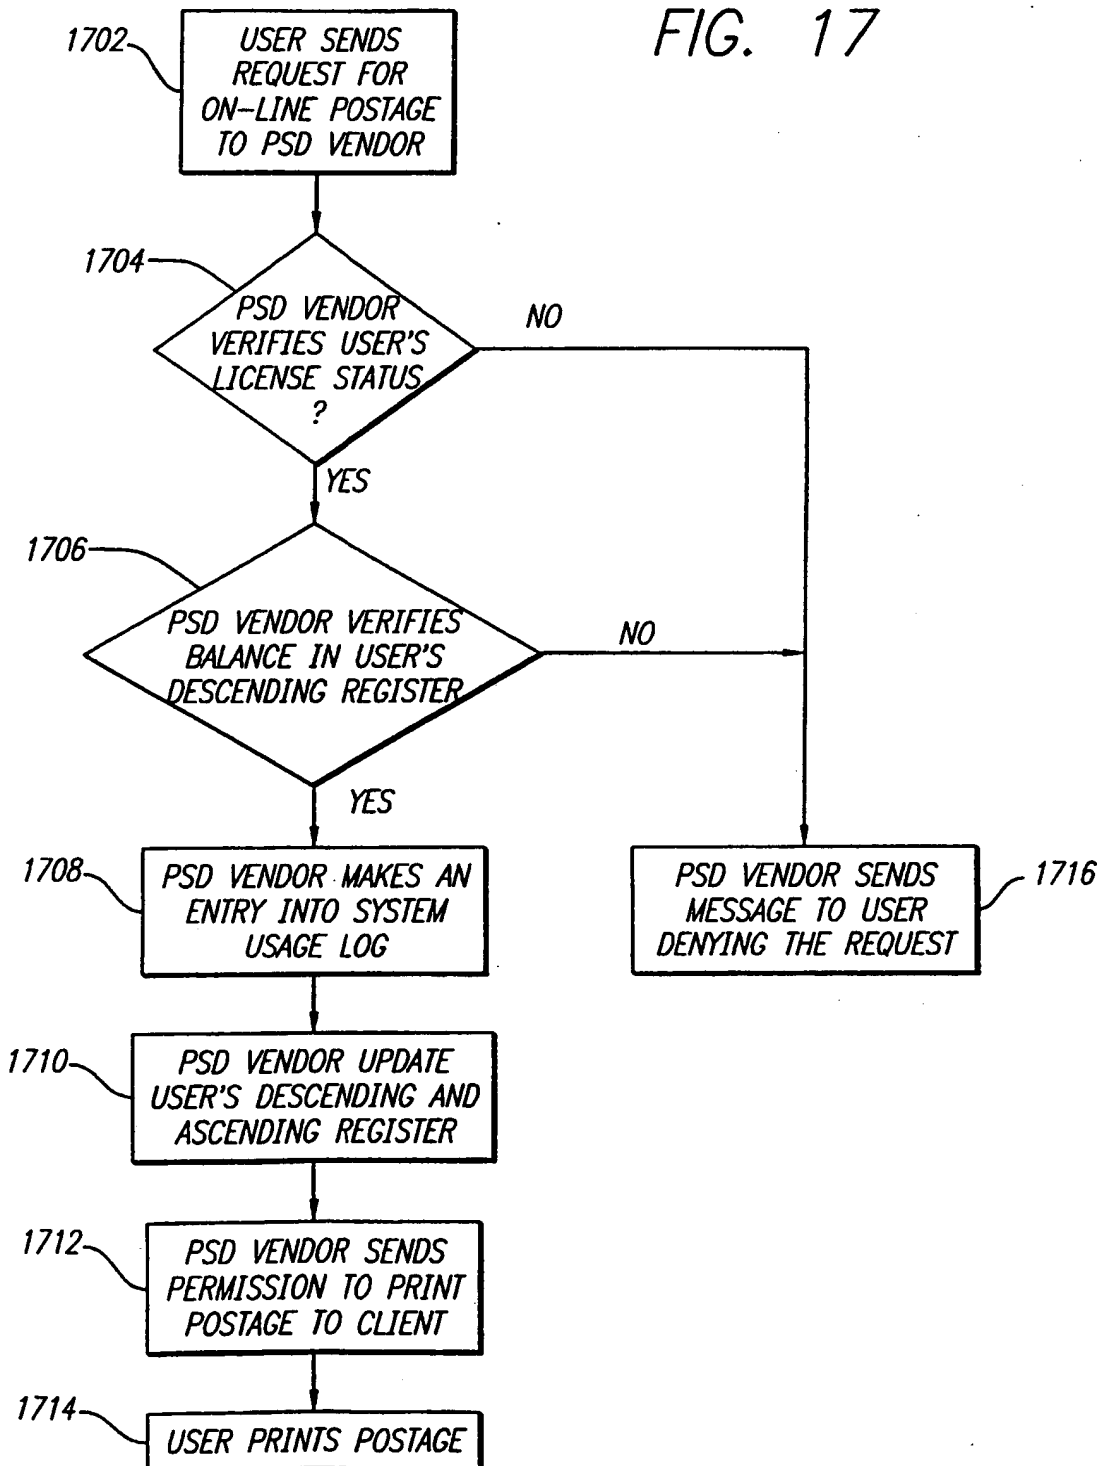 FIG. 17
1702
USER SENDS
REQUEST FOR
ON-LINE POSTAGE
TO PSD VENDOR
1704
PSD VENDOR
VERIFIES USER'S
LICENSE STATUS
?
NO
YES
1706
PSD VENDOR VERIFIES
BALANCE IN USER'S
DESCENDING REGISTER
NO
YES
1708
PSD VENDOR MAKES AN
ENTRY INTO SYSTEM
USAGE LOG
PSD VENDOR SENDS
MESSAGE TO USER
DENYING THE REQUEST
1716
1710
PSD VENDOR UPDATE
USER'S DESCENDING AND
ASCENDING REGISTER
1712
PSD VENDOR SENDS
PERMISSION TO PRINT
POSTAGE TO CLIENT
1714
USER PRINTS POSTAGE